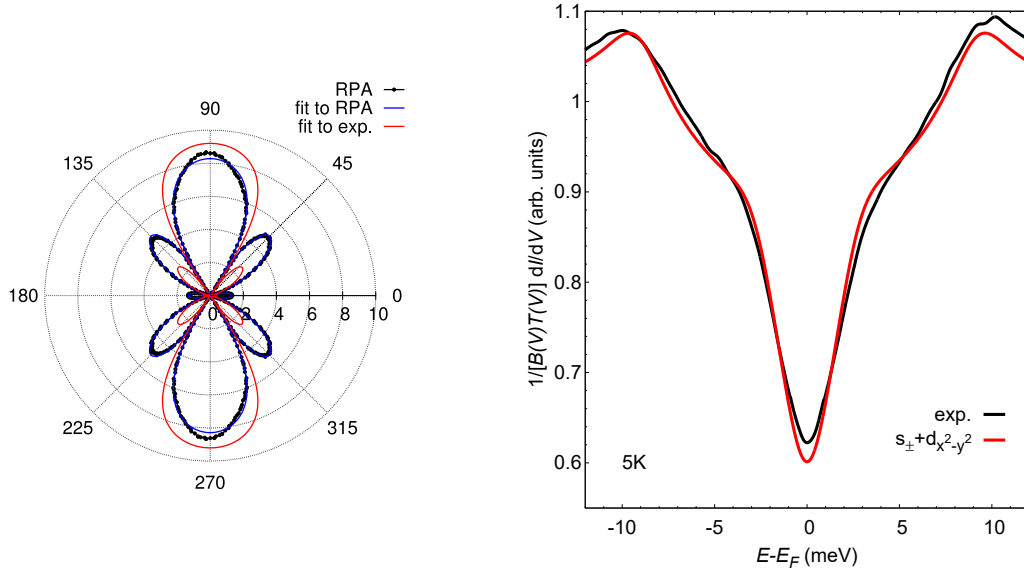 RPA
fit to RPA
fit to exp.
90
135
45
180
0
0 2 4 6 8 10
225
315
270
1/[B(V)T(V)] dI/dV (arb. units)
1.1
1
0.9
0.8
0.7
0.6
exp.
s±+dx²-y²
5K
-10 -5 0 5 10
E-EF (meV)